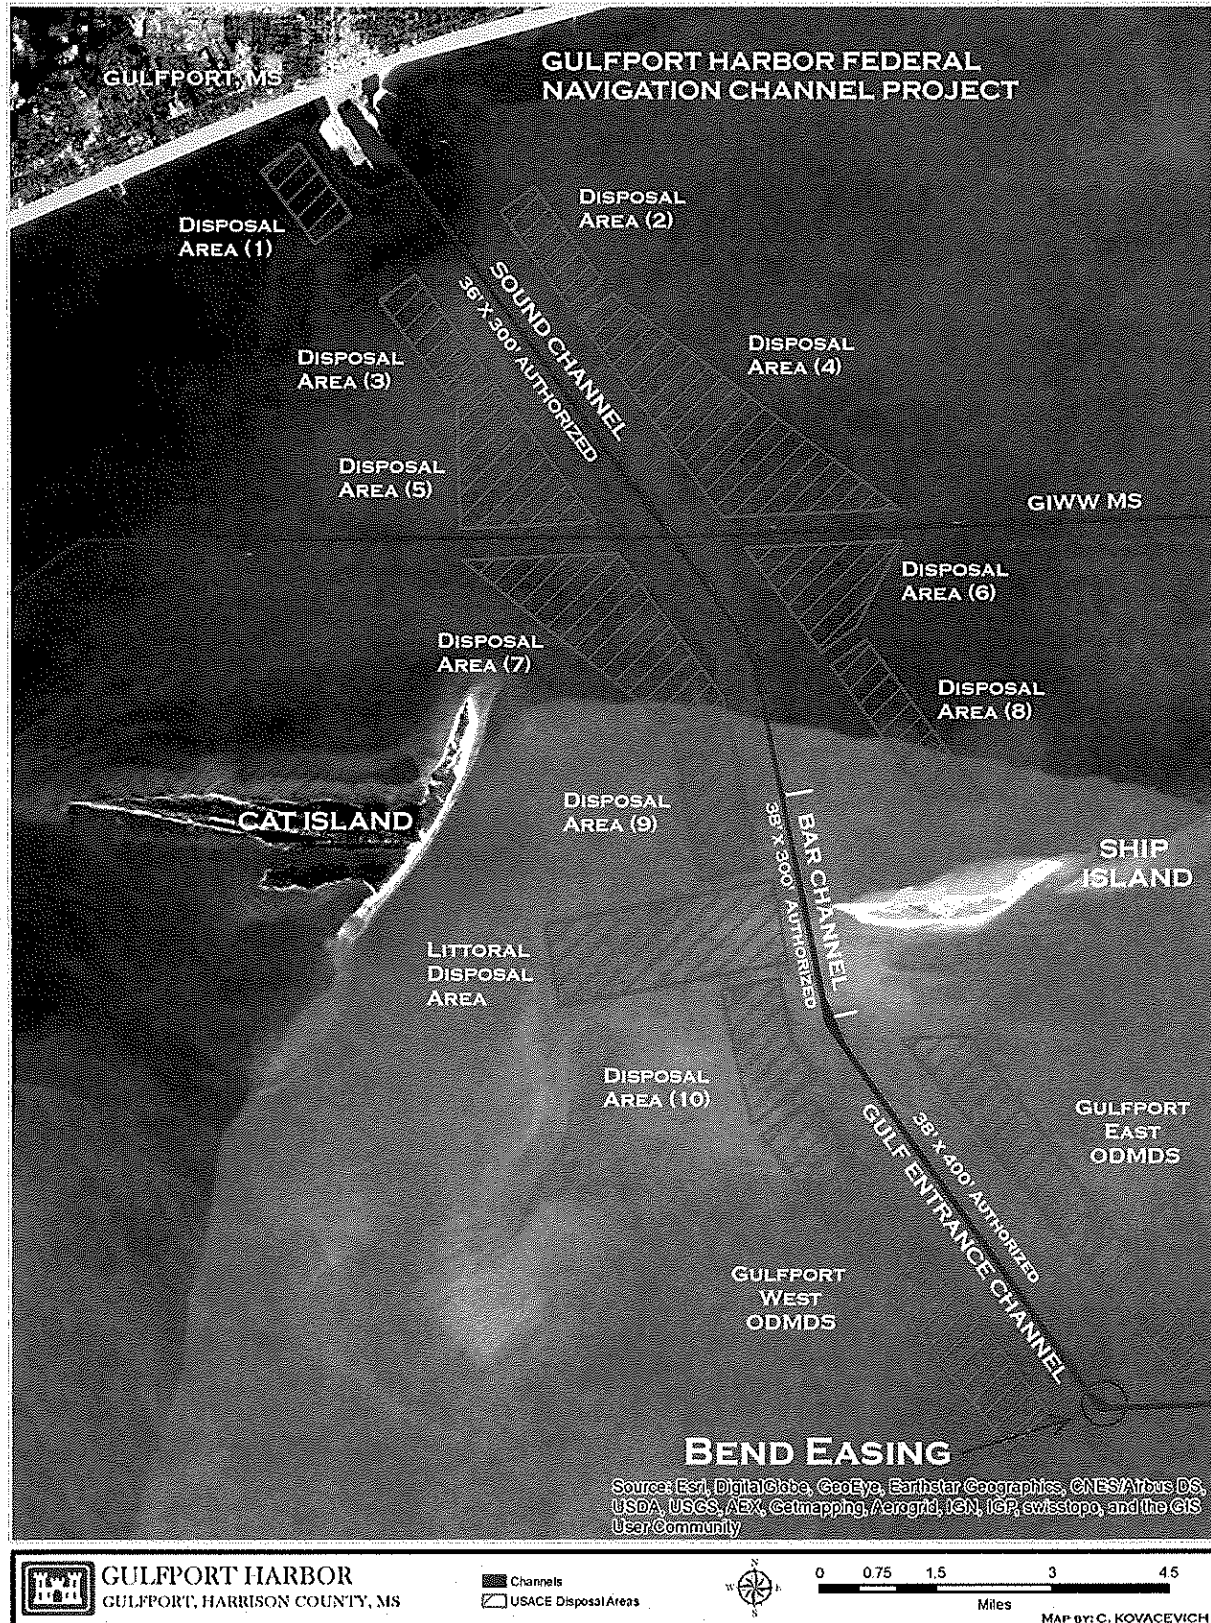 GULFPORT HARBOR FEDERAL
NAVIGATION CHANNEL PROJECT
GULFPORT, MS
DISPOSAL
AREA (1)
DISPOSAL
AREA (2)
SOUND CHANNEL
36' X 300' AUTHORIZED
DISPOSAL
AREA (3)
DISPOSAL
AREA (4)
DISPOSAL
AREA (5)
GIWW MS
DISPOSAL
AREA (6)
DISPOSAL
AREA (7)
DISPOSAL
AREA (8)
CAT ISLAND
DISPOSAL
AREA (9)
BAR CHANNEL
38' X 300' AUTHORIZED
SHIP
ISLAND
LITTORAL
DISPOSAL
AREA
DISPOSAL
AREA (10)
GULFPORT
EAST
ODMDS
38' X 400' AUTHORIZED
GULF ENTRANCE CHANNEL
GULFPORT
WEST
ODMDS
BEND EASING
Source: Esri, DigitalGlobe, GeoEye, Earthstar Geographics, CNES/Airbus DS,
USDA, USGS, AEX, Getmapping, Aerogrid, IGN, IGP, swisstopo, and the GIS
User Community
GULFPORT HARBOR
GULFPORT, HARRISON COUNTY, MS
Channels
USACE Disposal Areas
N
W E
S
0 0.75 1.5 3 4.5
Miles
MAP BY: C. KOVACEVICH